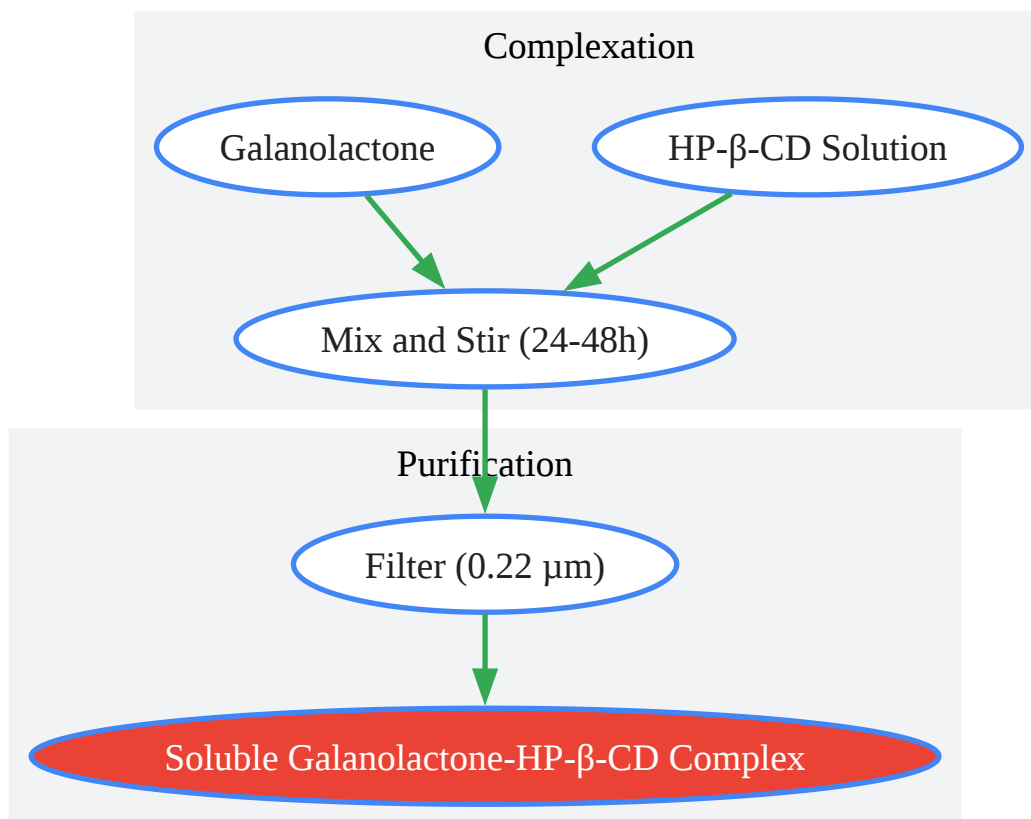 Complexation
Galanolactone
HP-β-CD Solution
Mix and Stir (24-48h)
Purification
Filter (0.22 µm)
Soluble Galanolactone-HP-β-CD Complex